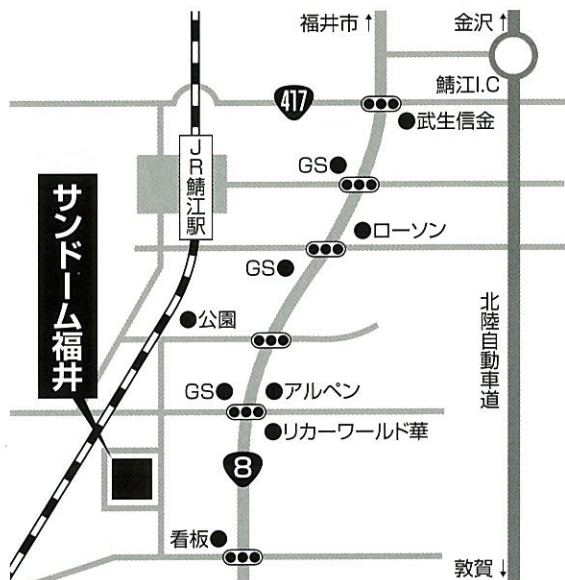 福井市↑
金沢↑
鯖江I.C
417
武生信金
GS
JR鯖江駅
ローソン
サンドーム福井
GS
公園
北陸自動車道
GS
アルペン
リカーワールド華
8
看板
敦賀↓